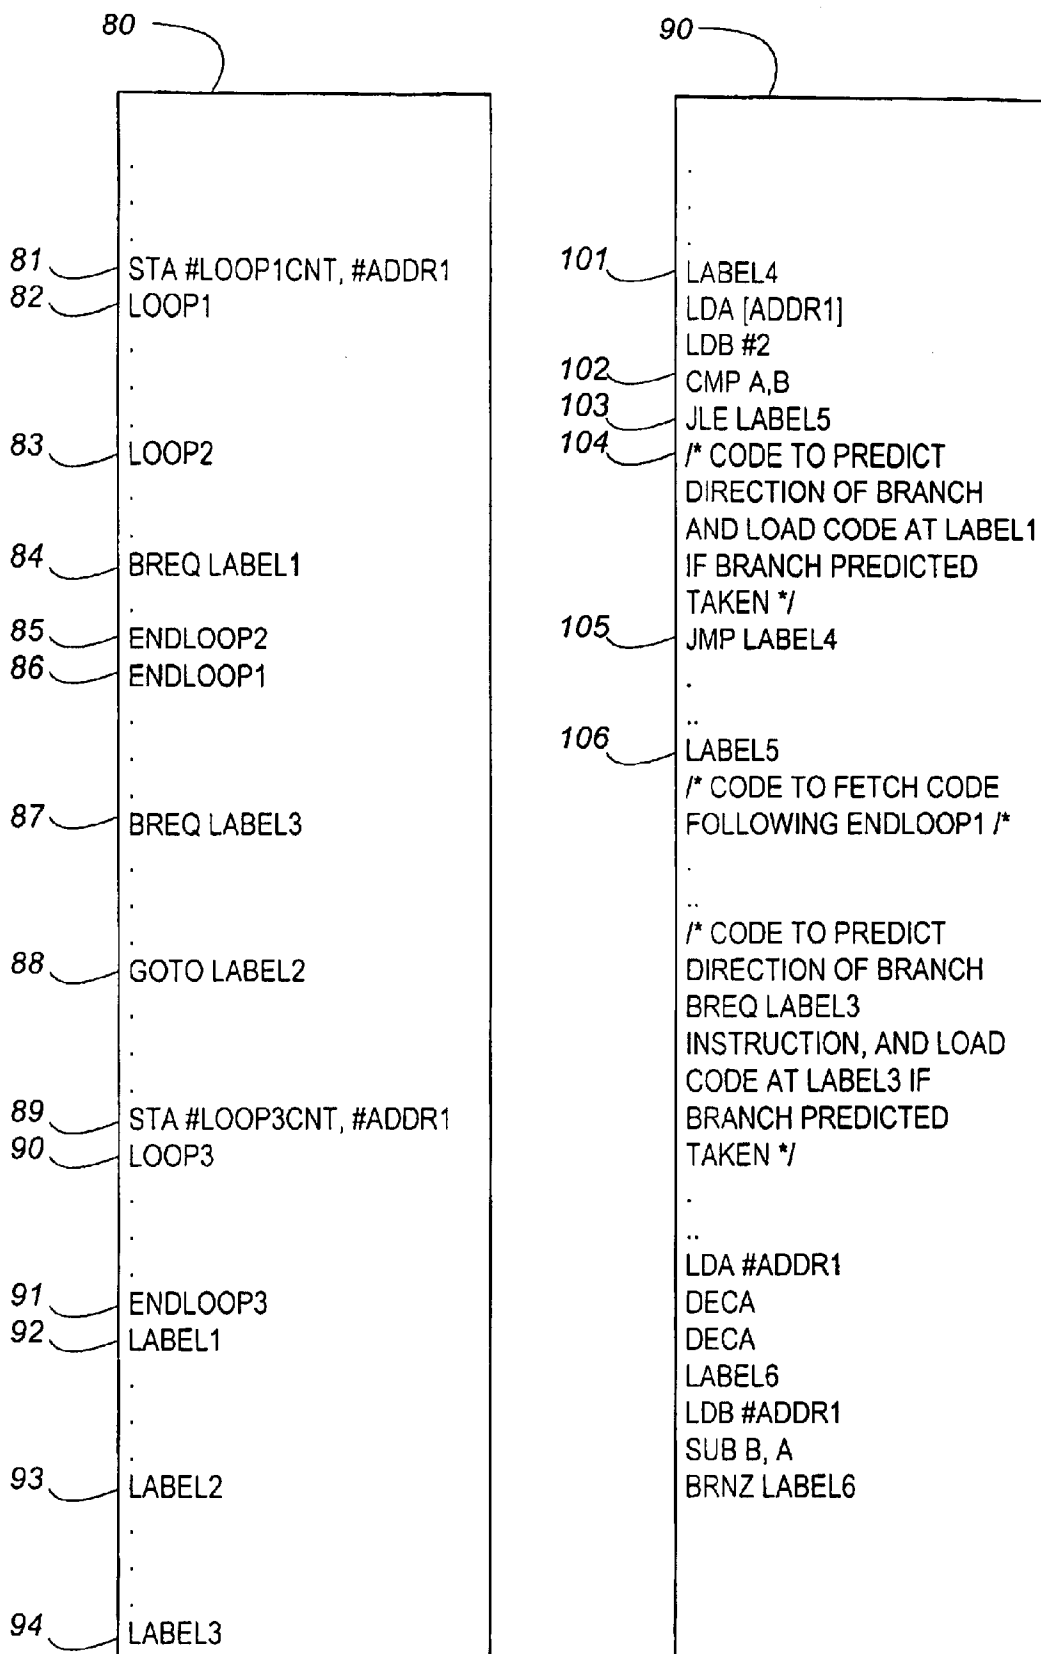 80
81 STA #LOOP1CNT, #ADDR1
82 LOOP1
.
.
.
83 LOOP2
.
.
84 BREQ LABEL1
.
85 ENDLOOP2
86 ENDLOOP1
.
.
.
87 BREQ LABEL3
.
.
.
88 GOTO LABEL2
.
.
.
89 STA #LOOP3CNT, #ADDR1
90 LOOP3
.
.
.
91 ENDLOOP3
92 LABEL1
.
.
.
93 LABEL2
.
.
.
94 LABEL3
90
.
.
.
101 LABEL4
LDA [ADDR1]
LDB #2
102 CMP A,B
103 JLE LABEL5
104 /* CODE TO PREDICT
DIRECTION OF BRANCH
AND LOAD CODE AT LABEL1
IF BRANCH PREDICTED
TAKEN */
105 JMP LABEL4
.
..
106 LABEL5
/* CODE TO FETCH CODE
FOLLOWING ENDLOOP1 /*
.
..
/* CODE TO PREDICT
DIRECTION OF BRANCH
BREQ LABEL3
INSTRUCTION, AND LOAD
CODE AT LABEL3 IF
BRANCH PREDICTED
TAKEN */
.
..
LDA #ADDR1
DECA
DECA
LABEL6
LDB #ADDR1
SUB B, A
BRNZ LABEL6